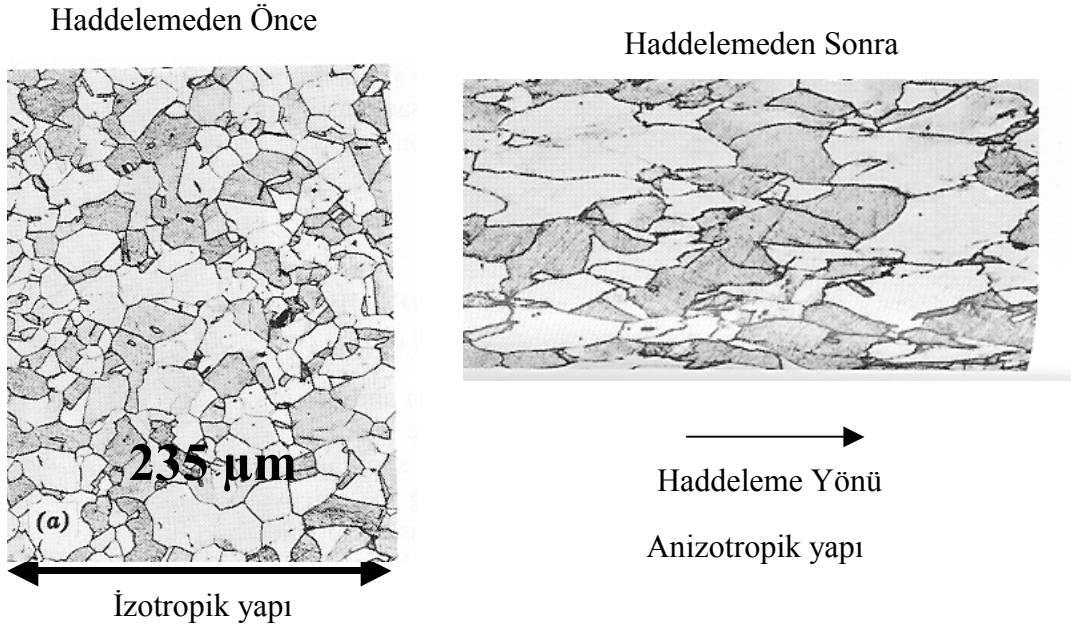 Haddelemeden Önce
Haddelemeden Sonra
235 µm
(a)
Haddeleme Yönü
Anizotropik yapı
İzotropik yapı